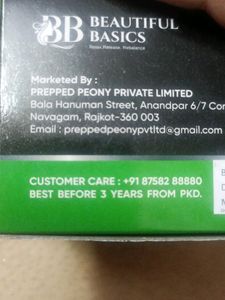 BB BEAUTIFUL
BASICS
Relax.Release. Rebalance
Marketed By :
PREPPED PEONY PRIVATE LIMITED
Bala Hanuman Street, Anandpar 6/7 Cor
Navagam, Rajkot-360 003
Email : preppedpeonypvtltd@gmail.com
CUSTOMER CARE : +91 87582 88880
BEST BEFORE 3 YEARS FROM PKD.